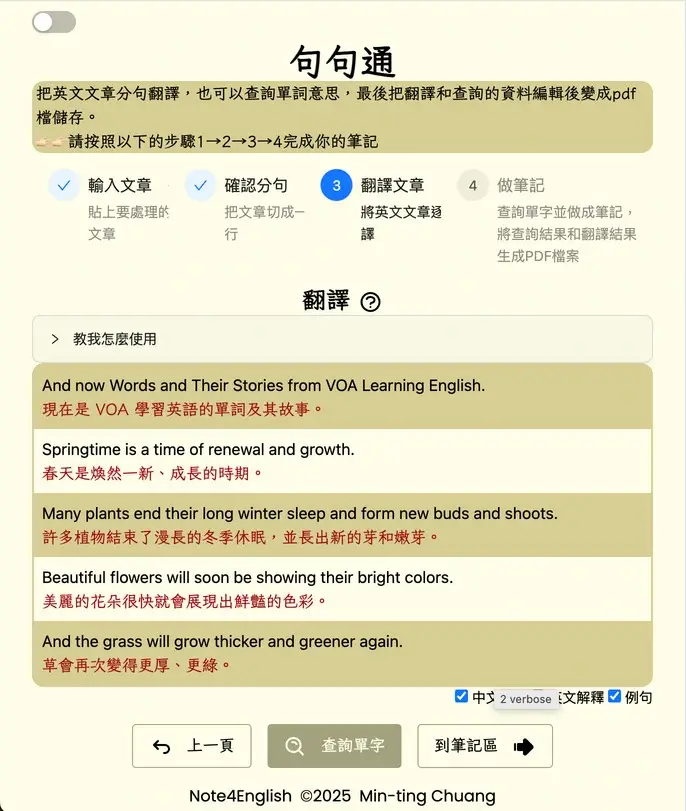 句句通
把英文文章分句翻譯，也可以查詢單詞意思，最後把翻譯和查詢的資料編輯後變成pdf
檔儲存。
👉🏻👉🏻請按照以下的步驟1→2→3→4完成你的筆記
輸入文章
貼上要處理的
文章
確認分句
把文章切成一
行
3 翻譯文章
將英文文章逐
譯
4 做筆記
查詢單字並做成筆記，
將查詢結果和翻譯結果
生成PDF檔案
翻譯 ?
> 教我怎麼使用
And now Words and Their Stories from VOA Learning English.
現在是 VOA 學習英語的單詞及其故事。
Springtime is a time of renewal and growth.
春天是煥然一新、成長的時期。
Many plants end their long winter sleep and form new buds and shoots.
許多植物結束了漫長的冬季休眠，並長出新的芽和嫩芽。
Beautiful flowers will soon be showing their bright colors.
美麗的花朵很快就會展現出鮮豔的色彩。
And the grass will grow thicker and greener again.
草會再次變得更厚、更綠。
中文 2 verbose 文解釋 例句
上一頁 查詢單字 到筆記區
Note4English ©2025 Min-ting Chuang